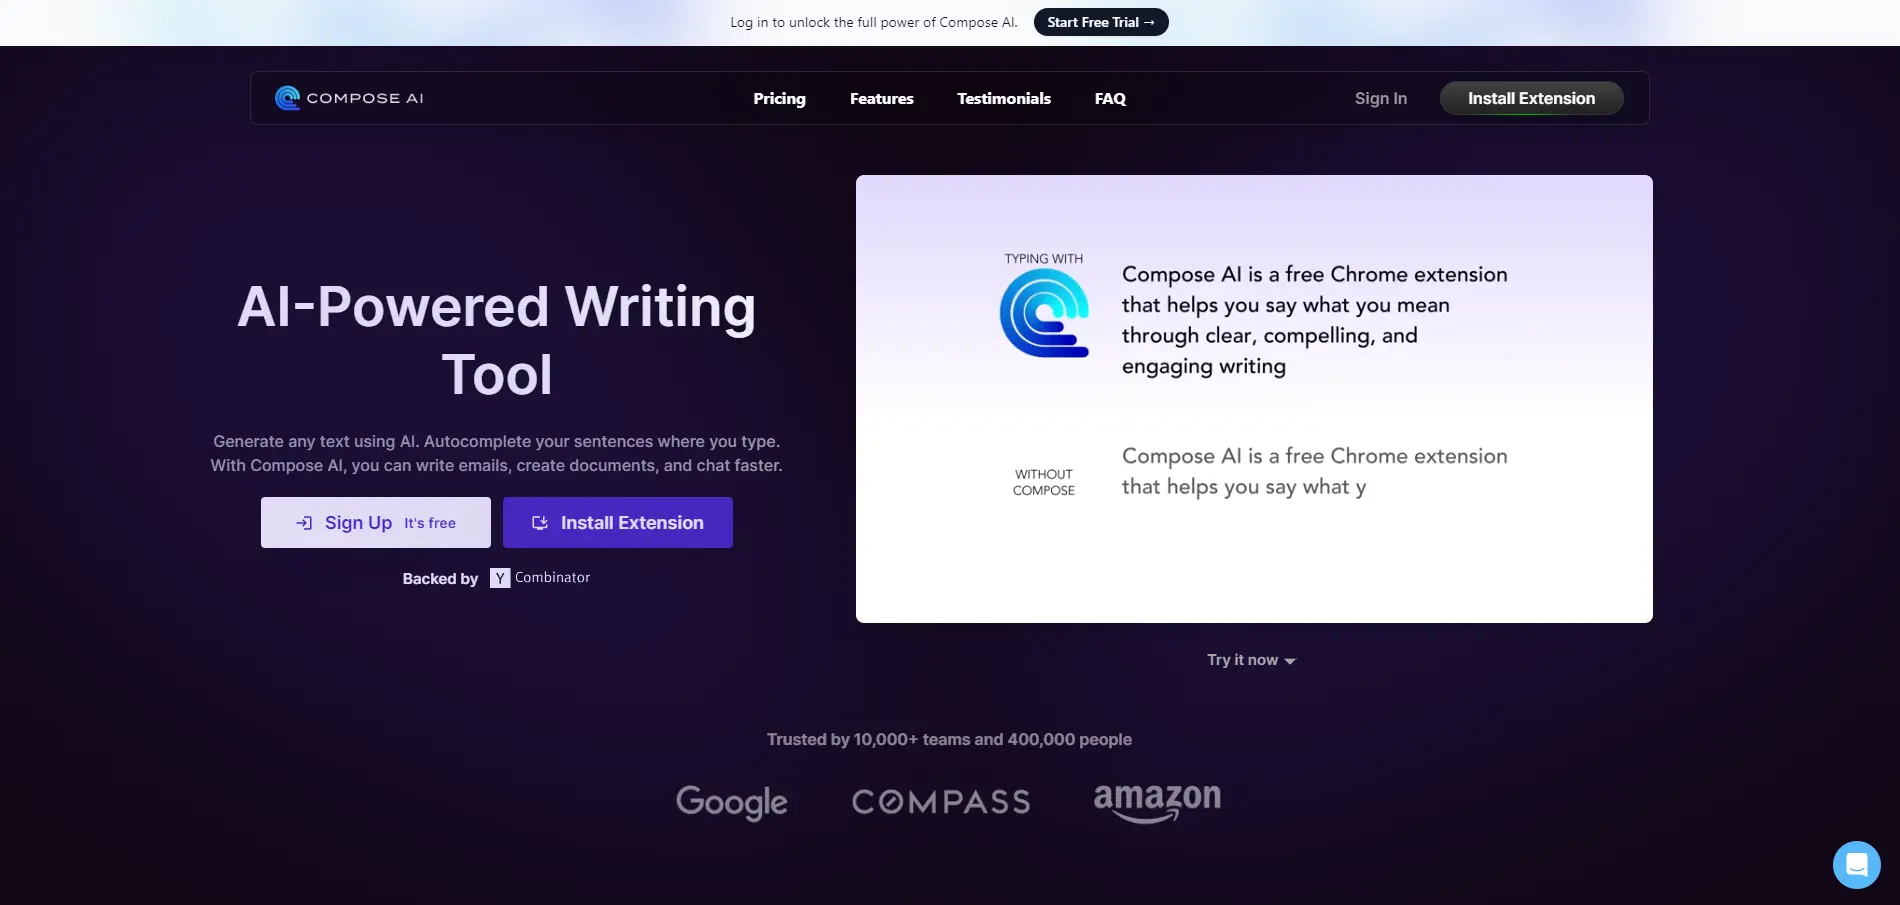 Log in to unlock the full power of Compose AI. Start Free Trial →
COMPOSE AI Pricing Features Testimonials FAQ Sign In Install Extension
AI-Powered Writing
Tool
Generate any text using AI. Autocomplete your sentences where you type.
With Compose AI, you can write emails, create documents, and chat faster.
Sign Up It's free Install Extension
Backed by Y Combinator
TYPING WITH
Compose AI is a free Chrome extension
that helps you say what you mean
through clear, compelling, and
engaging writing
WITHOUT
COMPOSE
Compose AI is a free Chrome extension
that helps you say what y
Try it now
Trusted by 10,000+ teams and 400,000 people
Google COMPASS amazon